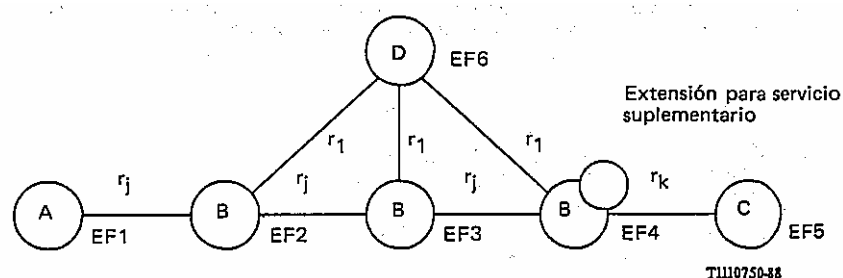 D
EF6
Extensión para servicio
suplementario
r1
r1
r1
rj
rj
rj
rk
A
EF1
B
EF2
B
EF3
B
EF4
C
EF5
T1110750-88